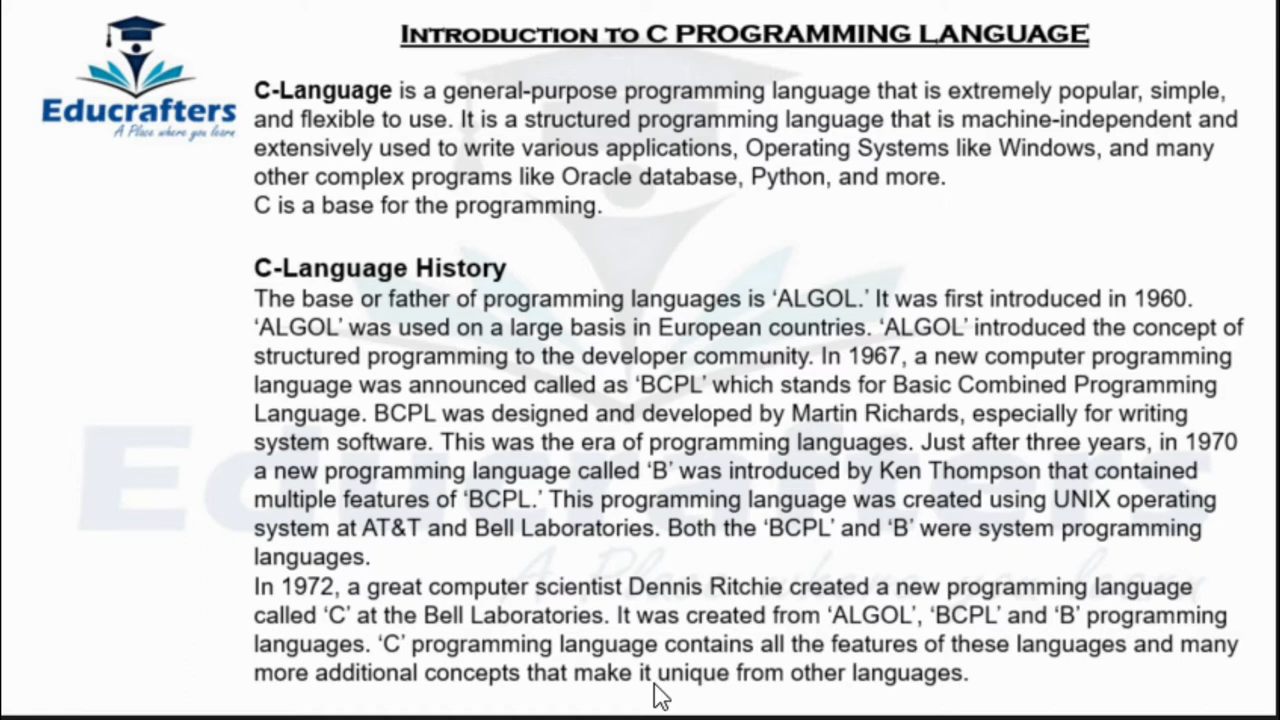 INTRODUCTION TO C PROGRAMMING LANGUAGE
Educrafters
A Place where you learn
C-Language is a general-purpose programming language that is extremely popular, simple,
and flexible to use. It is a structured programming language that is machine-independent and
extensively used to write various applications, Operating Systems like Windows, and many
other complex programs like Oracle database, Python, and more.
C is a base for the programming.
C-Language History
The base or father of programming languages is ‘ALGOL.’ It was first introduced in 1960.
‘ALGOL’ was used on a large basis in European countries. ‘ALGOL’ introduced the concept of
structured programming to the developer community. In 1967, a new computer programming
language was announced called as ‘BCPL’ which stands for Basic Combined Programming
Language. BCPL was designed and developed by Martin Richards, especially for writing
system software. This was the era of programming languages. Just after three years, in 1970
a new programming language called ‘B’ was introduced by Ken Thompson that contained
multiple features of ‘BCPL.’ This programming language was created using UNIX operating
system at AT&T and Bell Laboratories. Both the ‘BCPL’ and ‘B’ were system programming
languages.
In 1972, a great computer scientist Dennis Ritchie created a new programming language
called ‘C’ at the Bell Laboratories. It was created from ‘ALGOL’, ‘BCPL’ and ‘B’ programming
languages. ‘C’ programming language contains all the features of these languages and many
more additional concepts that make it unique from other languages.